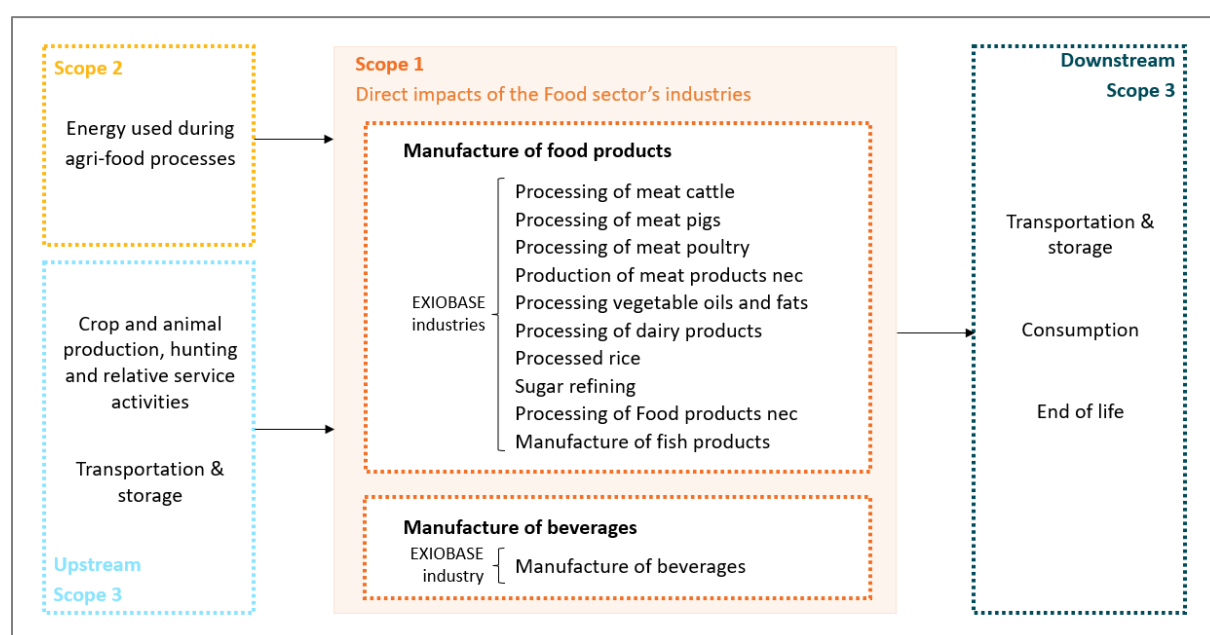 Scope 2
Energy used during
agri-food processes
Crop and animal
production, hunting
and relative service
activities
Transportation &
storage
Upstream
Scope 3
Scope 1
Direct impacts of the Food sector's industries
Manufacture of food products
EXIOBASE
industries
Processing of meat cattle
Processing of meat pigs
Processing of meat poultry
Production of meat products nec
Processing vegetable oils and fats
Processing of dairy products
Processed rice
Sugar refining
Processing of Food products nec
Manufacture of fish products
Manufacture of beverages
EXIOBASE
industry
Manufacture of beverages
Downstream
Scope 3
Transportation &
storage
Consumption
End of life